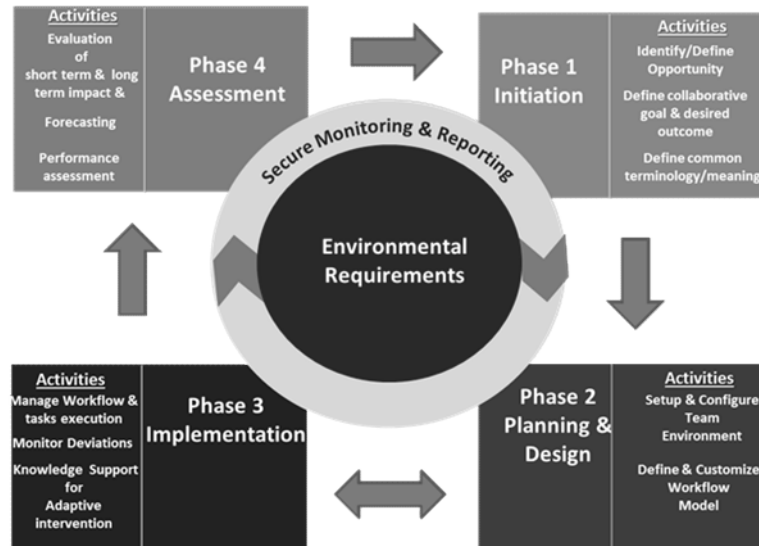 Activities
Evaluation
of
short term & long
term impact &
Forecasting
Performance
assessment
Phase 4
Assessment
Phase 1
Initiation
Activities
Identify/Define
Opportunity
Define collaborative
goal & desired
outcome
Define common
terminology/meaning
Secure Monitoring & Reporting
Environmental
Requirements
Activities
Manage Workflow &
tasks execution
Monitor Deviations
Knowledge Support
for
Adaptive
intervention
Phase 3
Implementation
Phase 2
Planning &
Design
Activities
Setup & Configure
Team
Environment
Define & Customize
Workflow
Model